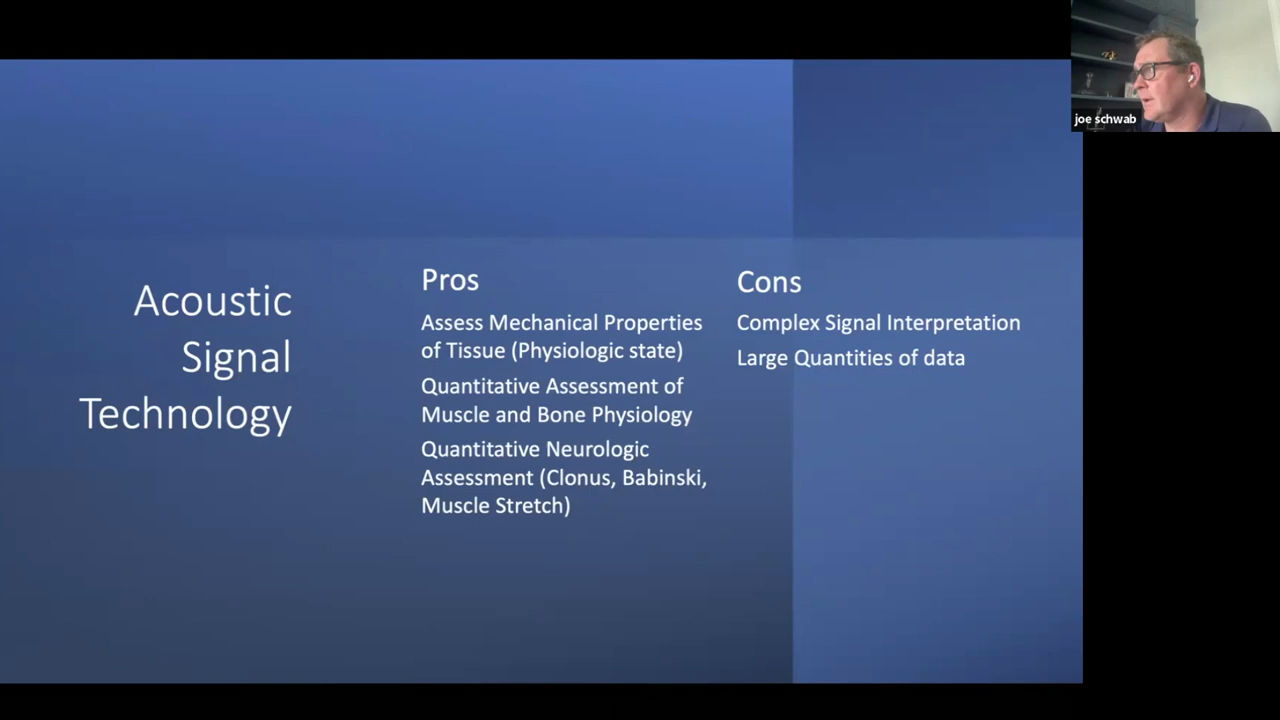 joe schwab
Acoustic
Signal
Technology
Pros
Assess Mechanical Properties
of Tissue (Physiologic state)
Quantitative Assessment of
Muscle and Bone Physiology
Quantitative Neurologic
Assessment (Clonus, Babinski,
Muscle Stretch)
Cons
Complex Signal Interpretation
Large Quantities of data